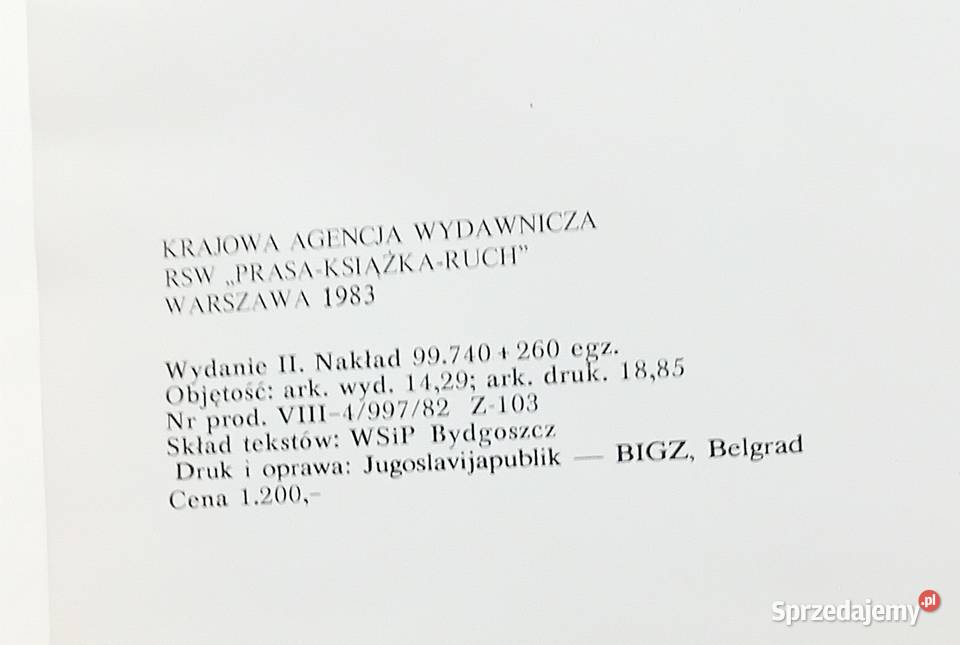 KRAJOWA AGENCJA WYDAWNICZA
RSW „PRASA-KSIĄŻKA-RUCH”
WARSZAWA 1983
Wydanie II. Nakład 99.740+260 egz.
Objętość: ark. wyd. 14,29; ark. druk. 18,85
Nr prod. VIII-4/997/82 Z-103
Skład tekstów: WSiP Bydgoszcz
Druk i oprawa: Jugoslavijapublik — BIGZ, Belgrad
Cena 1.200,-
Sprzedajemy.pl